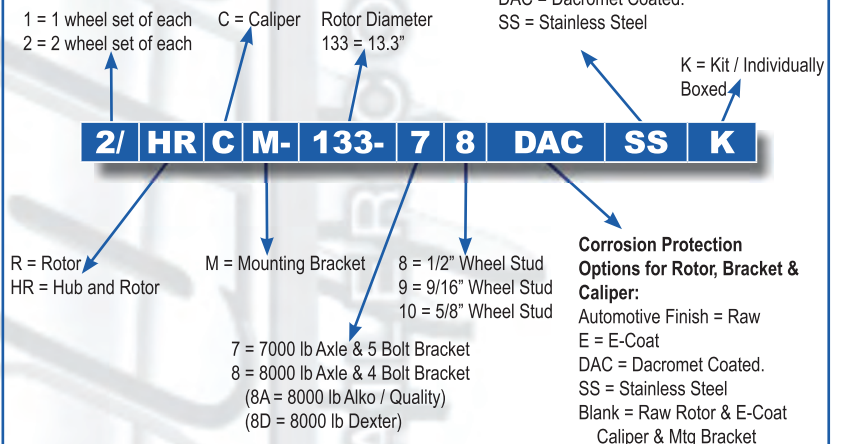 DAC = Dacromet Coated.
1 = 1 wheel set of each
2 = 2 wheel set of each
C = Caliper
Rotor Diameter
133 = 13.3”
SS = Stainless Steel
K = Kit / Individually
Boxed
2/ HR C M- 133- 7 8 DAC SS K
R = Rotor
HR = Hub and Rotor
M = Mounting Bracket
8 = 1/2” Wheel Stud
9 = 9/16” Wheel Stud
10 = 5/8” Wheel Stud
7 = 7000 lb Axle & 5 Bolt Bracket
8 = 8000 lb Axle & 4 Bolt Bracket
(8A = 8000 lb Alko / Quality)
(8D = 8000 lb Dexter)
Corrosion Protection
Options for Rotor, Bracket &
Caliper:
Automotive Finish = Raw
E = E-Coat
DAC = Dacromet Coated.
SS = Stainless Steel
Blank = Raw Rotor & E-Coat
Caliper & Mtg Bracket